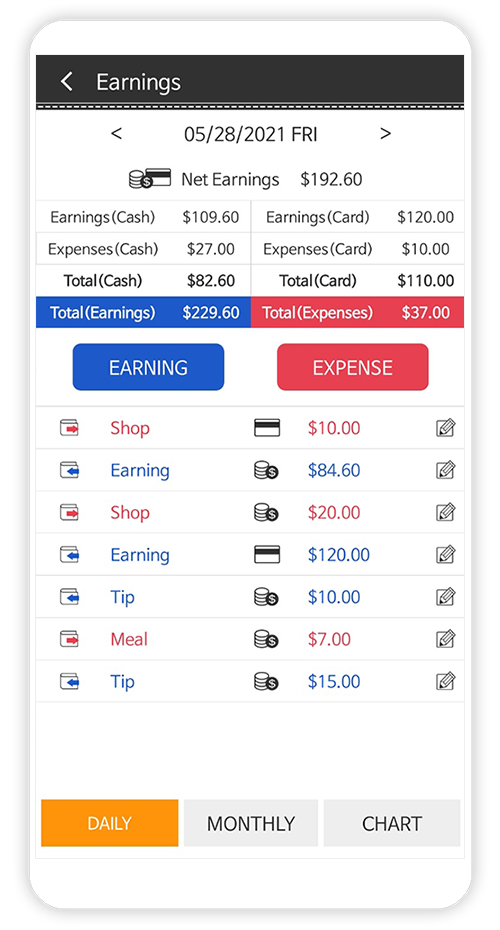 Earnings
< 05/28/2021 FRI >
Net Earnings $192.60
Earnings(Cash) $109.60 Earnings(Card) $120.00
Expenses(Cash) $27.00 Expenses(Card) $10.00
Total(Cash) $82.60 Total(Card) $110.00
Total(Earnings) $229.60 Total(Expenses) $37.00
EARNING EXPENSE
Shop $10.00
Earning $84.60
Shop $20.00
Earning $120.00
Tip $10.00
Meal $7.00
Tip $15.00
DAILY MONTHLY CHART